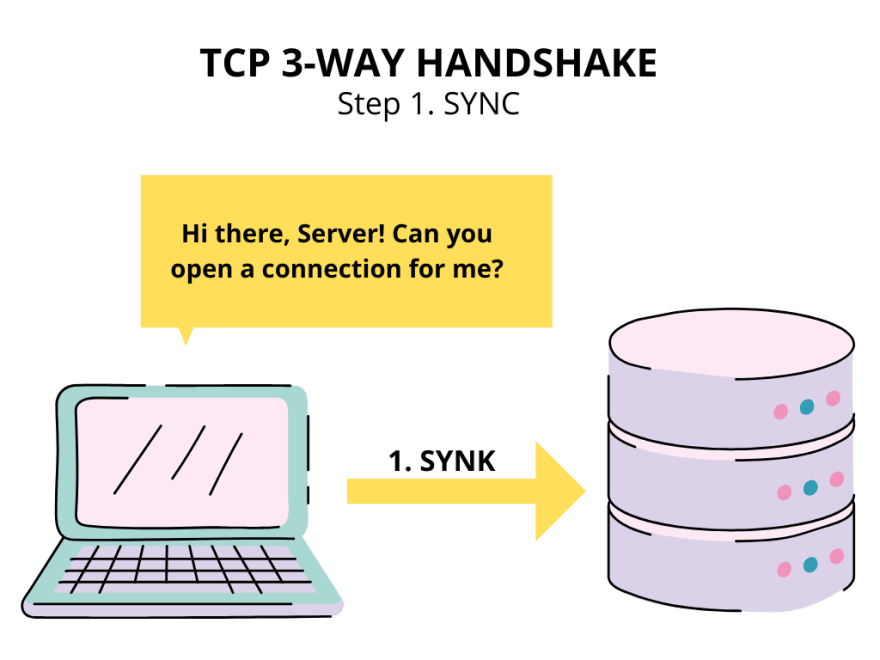 TCP 3-WAY HANDSHAKE
Step 1. SYNC
Hi there, Server! Can you
open a connection for me?
1. SYNK